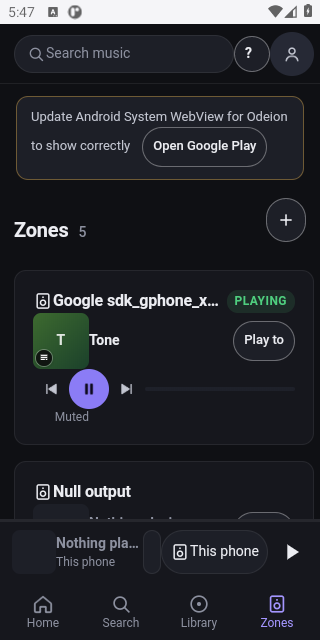 5:47
A
Search music
?
Update Android System WebView for Odeion
to show correctly
Open Google Play
Zones 5
+
Google sdk_gphone_x…
PLAYING
T
Tone
Play to
Muted
Null output
Nothing pla…
This phone
This phone
Home
Search
Library
Zones